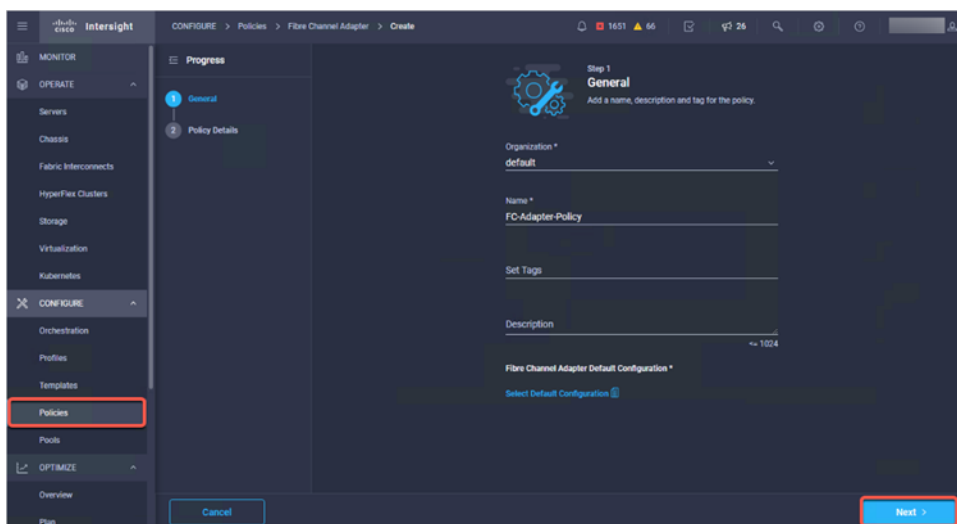 cisco Intersight
CONFIGURE > Policies > Fibre Channel Adapter > Create
1651 66 26
MONITOR
OPERATE
Servers
Chassis
Fabric Interconnects
HyperFlex Clusters
Storage
Virtualization
Kubernetes
CONFIGURE
Orchestration
Profiles
Templates
Policies
Pools
OPTIMIZE
Overview
Plan
Progress
1 General
2 Policy Details
Step 1
General
Add a name, description and tag for the policy.
Organization *
default
Name *
FC-Adapter-Policy
Set Tags
Description
<= 1024
Fibre Channel Adapter Default Configuration *
Select Default Configuration
Cancel
Next >